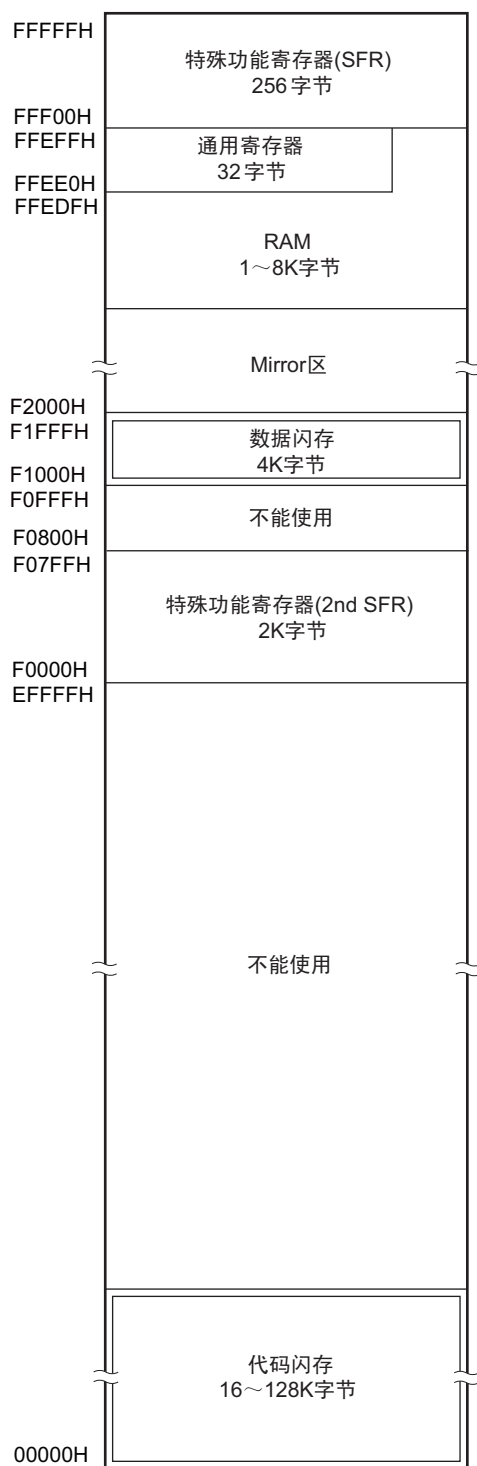 FFFFFH
特殊功能寄存器(SFR)
256字节
FFF00H
FFEFFH
通用寄存器
32字节
FFEE0H
FFEDFH
RAM
1～8K字节
Mirror区
F2000H
F1FFFH
数据闪存
4K字节
F1000H
F0FFFH
不能使用
F0800H
F07FFH
特殊功能寄存器(2nd SFR)
2K字节
F0000H
EFFFFH
不能使用
代码闪存
16～128K字节
00000H